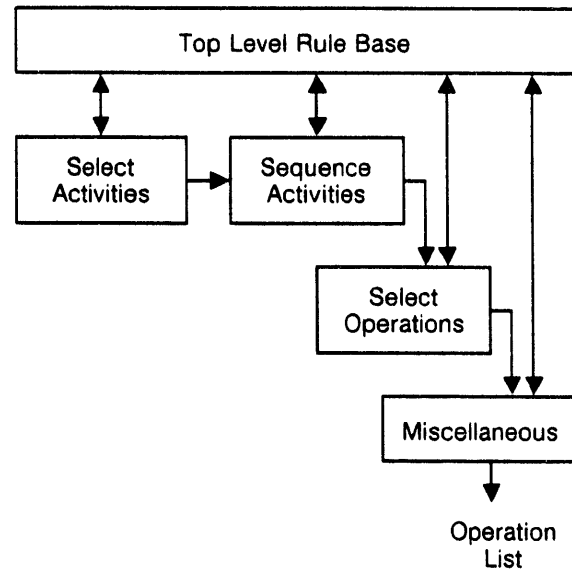 Top Level Rule Base
Select
Activities
Sequence
Activities
Select
Operations
Miscellaneous
Operation
List